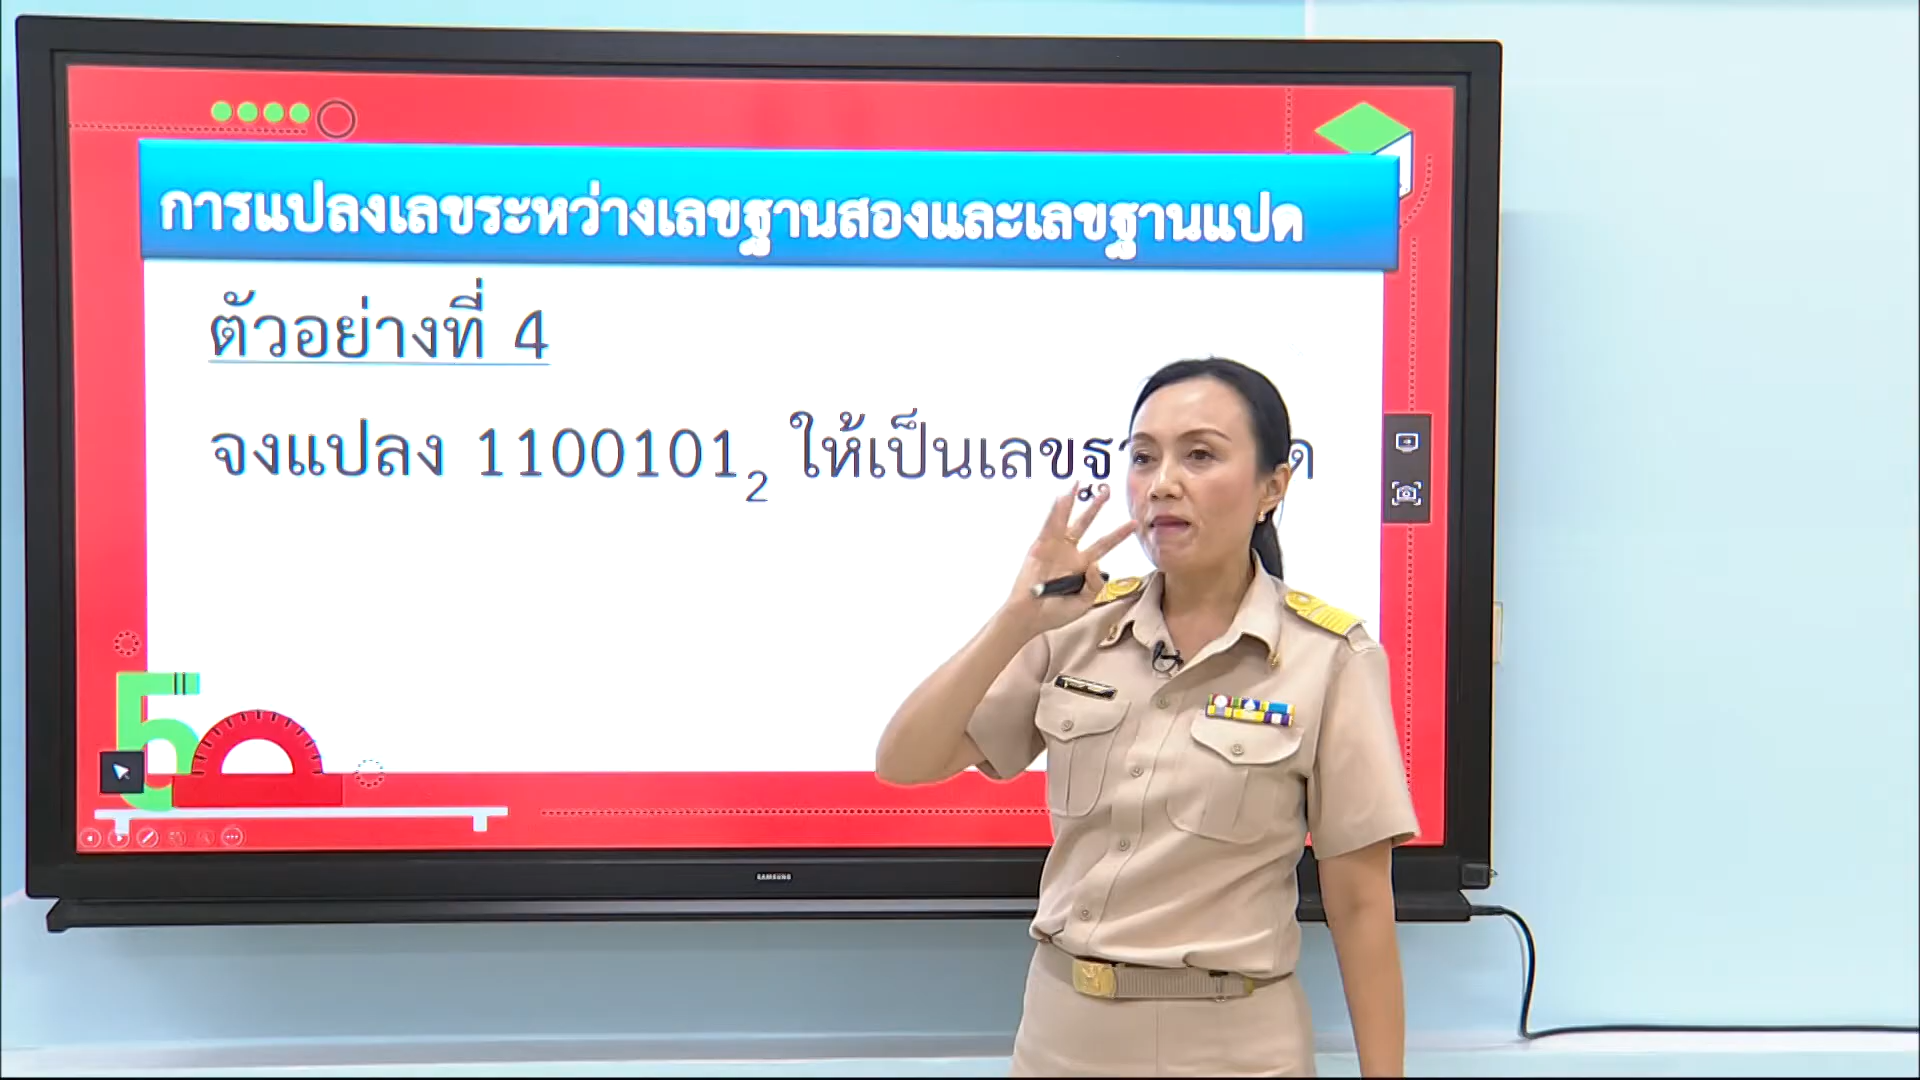 การแปลงเลขระหว่างเลขฐานสองและเลขฐานแปด
ตัวอย่างที่ 4
จงแปลง 1100101₂ ให้เป็นเลขฐ
5
SAMSUNG